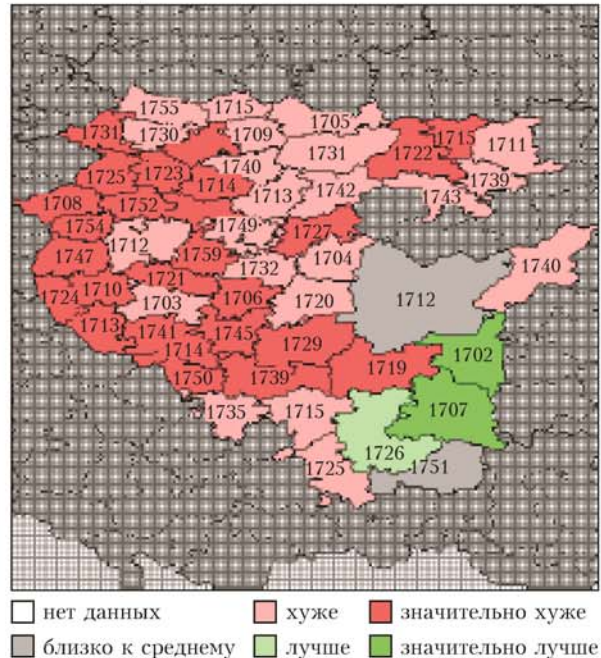 1755 1715
1705
1731 1730 1709
1731 1722 1715 1711
1740
1725 1723 1714 1713 1742 1739
1743
1708 1752
1754 1712 1749 1727
1747 1759 1732 1704 1740
1721
1724 1710 1703 1706 1720 1712
1713 1741 1745 1729
1714 1702
1750 1739 1719
1735 1715 1707
1726
1725 1751
нет данных хуже значительно хуже
близко к среднему лучше значительно лучше